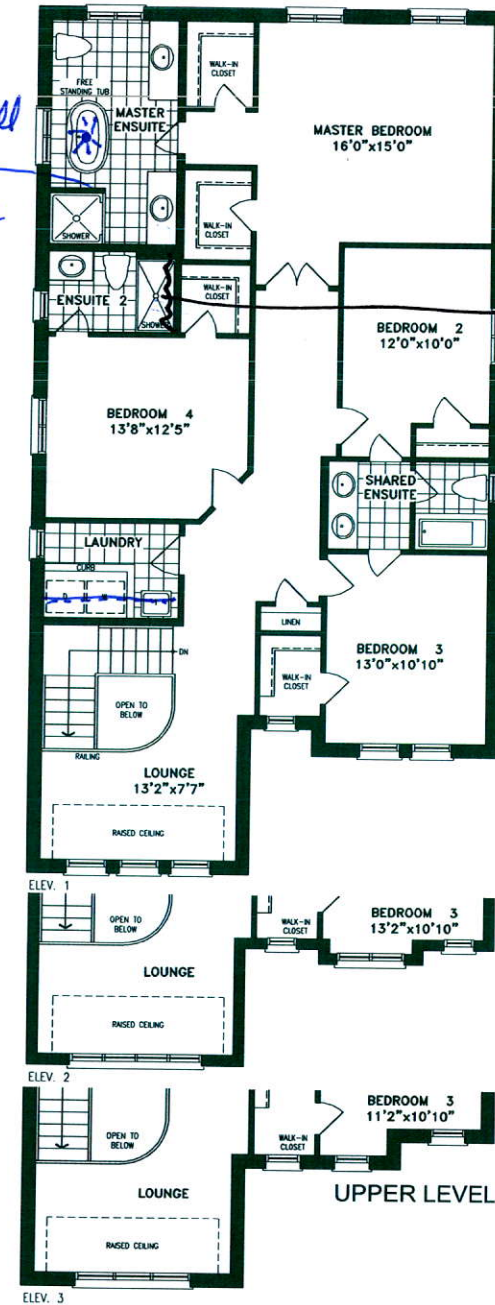 WALK-IN
CLOSET
FREE
STANDING TUB
MASTER
ENSUITE
MASTER BEDROOM
16'0"x15'0"
WALK-IN
CLOSET
SHOWER
ENSUITE 2
SHOWER
WALK-IN
CLOSET
BEDROOM 2
12'0"x10'0"
BEDROOM 4
13'8"x12'5"
SHARED
ENSUITE
LAUNDRY
CURB
D
W
LINEN
BEDROOM 3
13'0"x10'10"
WALK-IN
CLOSET
DN
OPEN TO
BELOW
RAILING
LOUNGE
13'2"x7'7"
RAISED CEILING
ELEV. 1
OPEN TO
BELOW
WALK-IN
CLOSET
BEDROOM 3
13'2"x10'10"
LOUNGE
RAISED CEILING
ELEV. 2
OPEN TO
BELOW
WALK-IN
CLOSET
BEDROOM 3
11'2"x10'10"
LOUNGE
UPPER LEVEL
RAISED CEILING
ELEV. 3